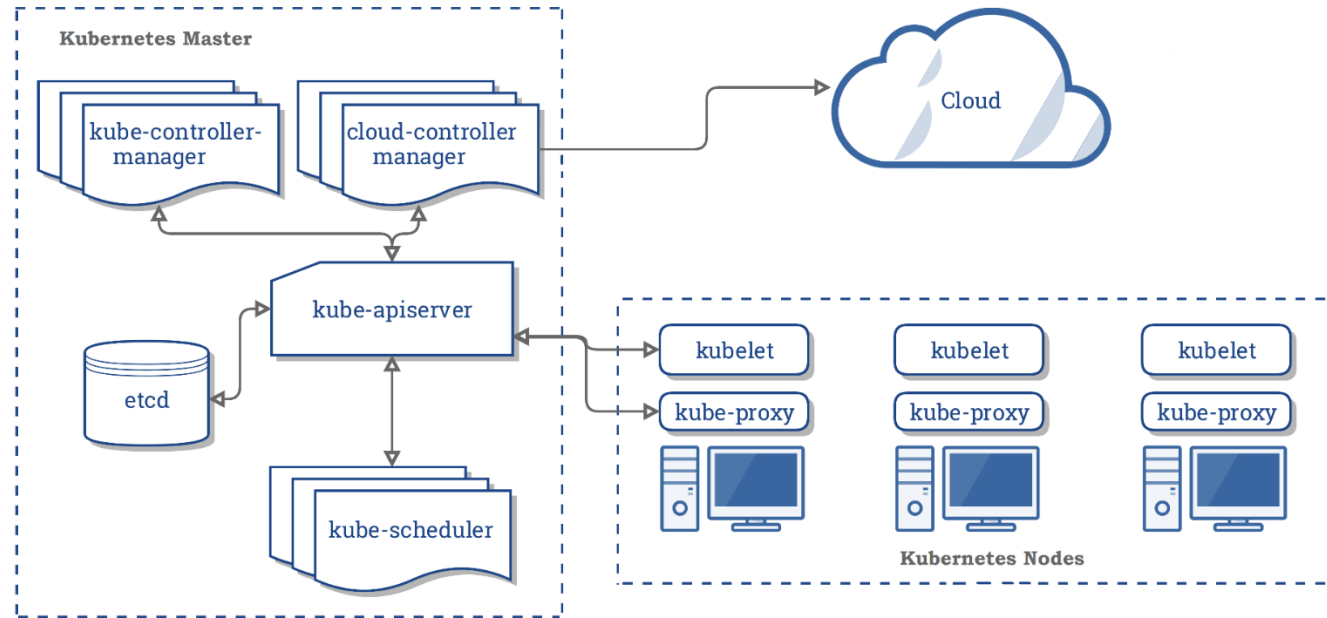 Kubernetes Master
kube-controller-
manager
cloud-controller
manager
Cloud
kube-apiserver
etcd
kube-scheduler
kubelet
kubelet
kubelet
kube-proxy
kube-proxy
kube-proxy
Kubernetes Nodes